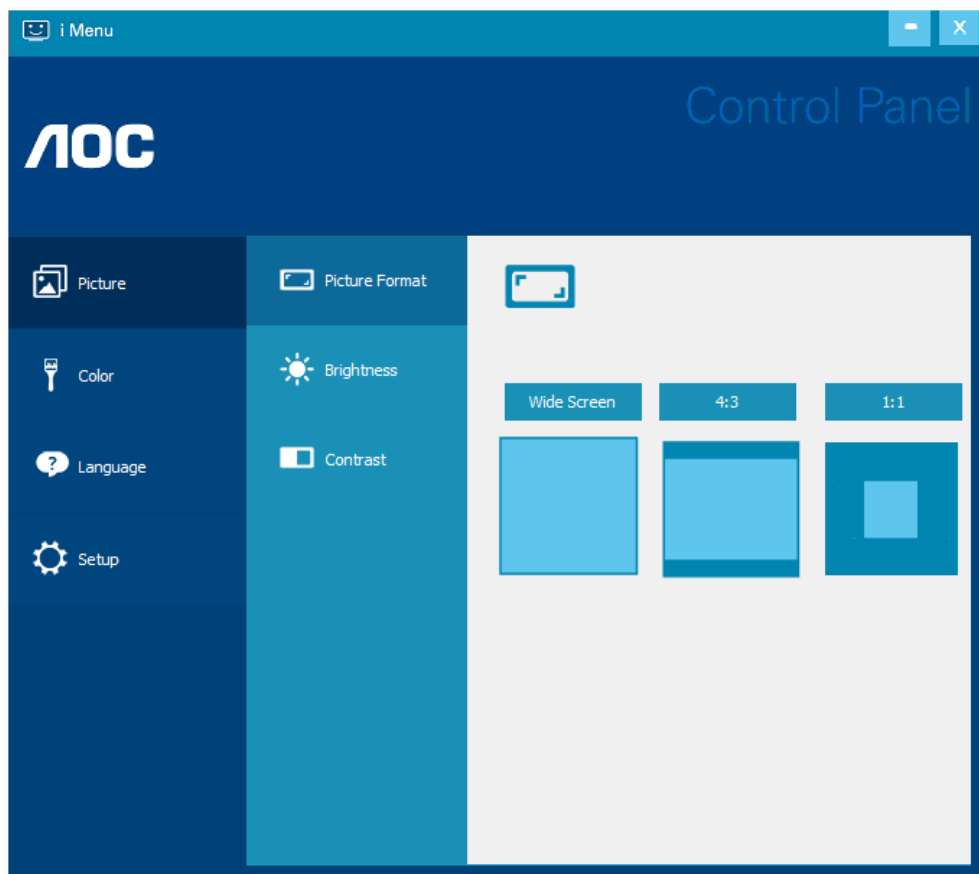 i Menu
Control Panel
AOC
Picture
Color
Language
Setup
Picture Format
Brightness
Contrast
Wide Screen
4:3
1:1